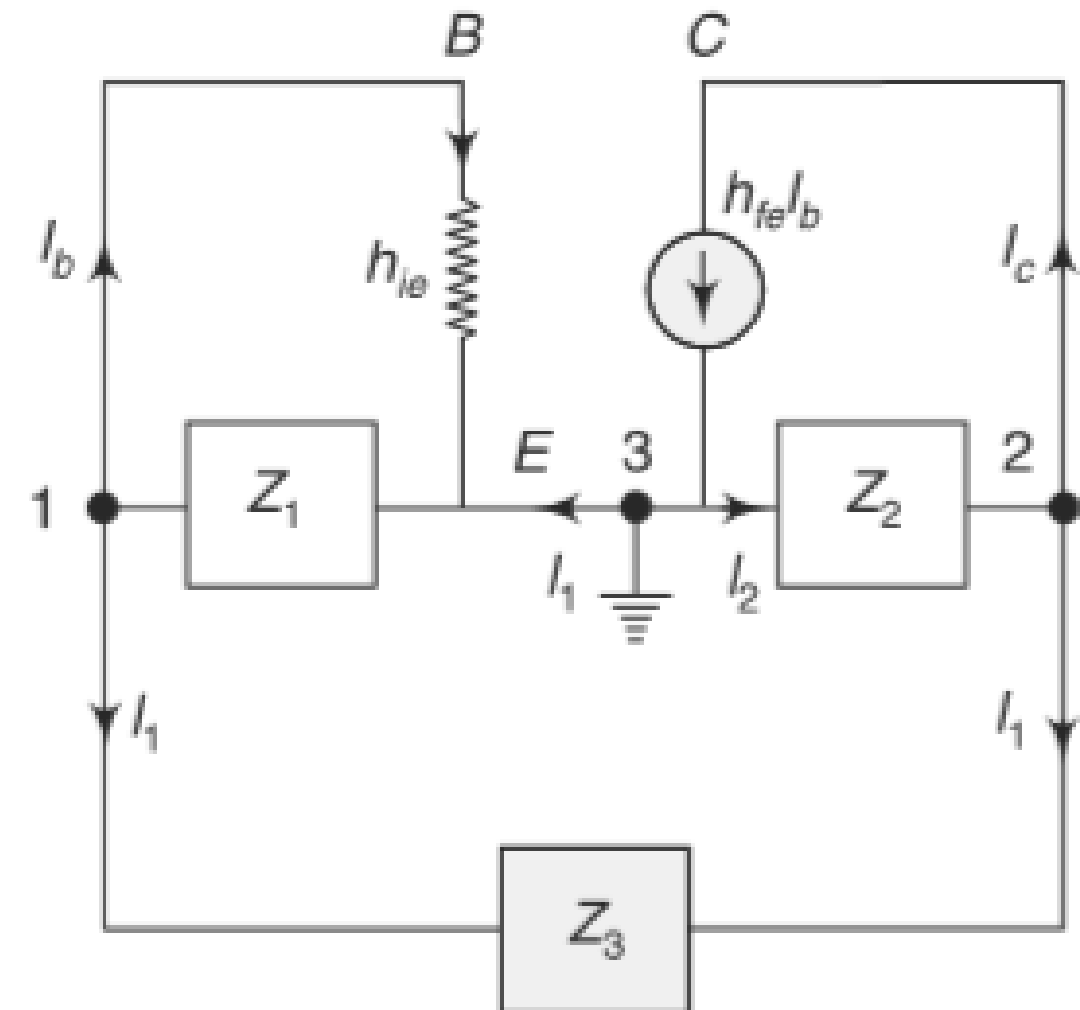 B C
I_b h_ie h_fe I_b I_c
1 Z_1 E 3 Z_2 2
I_1 I_2
I_1 I_1
Z_3